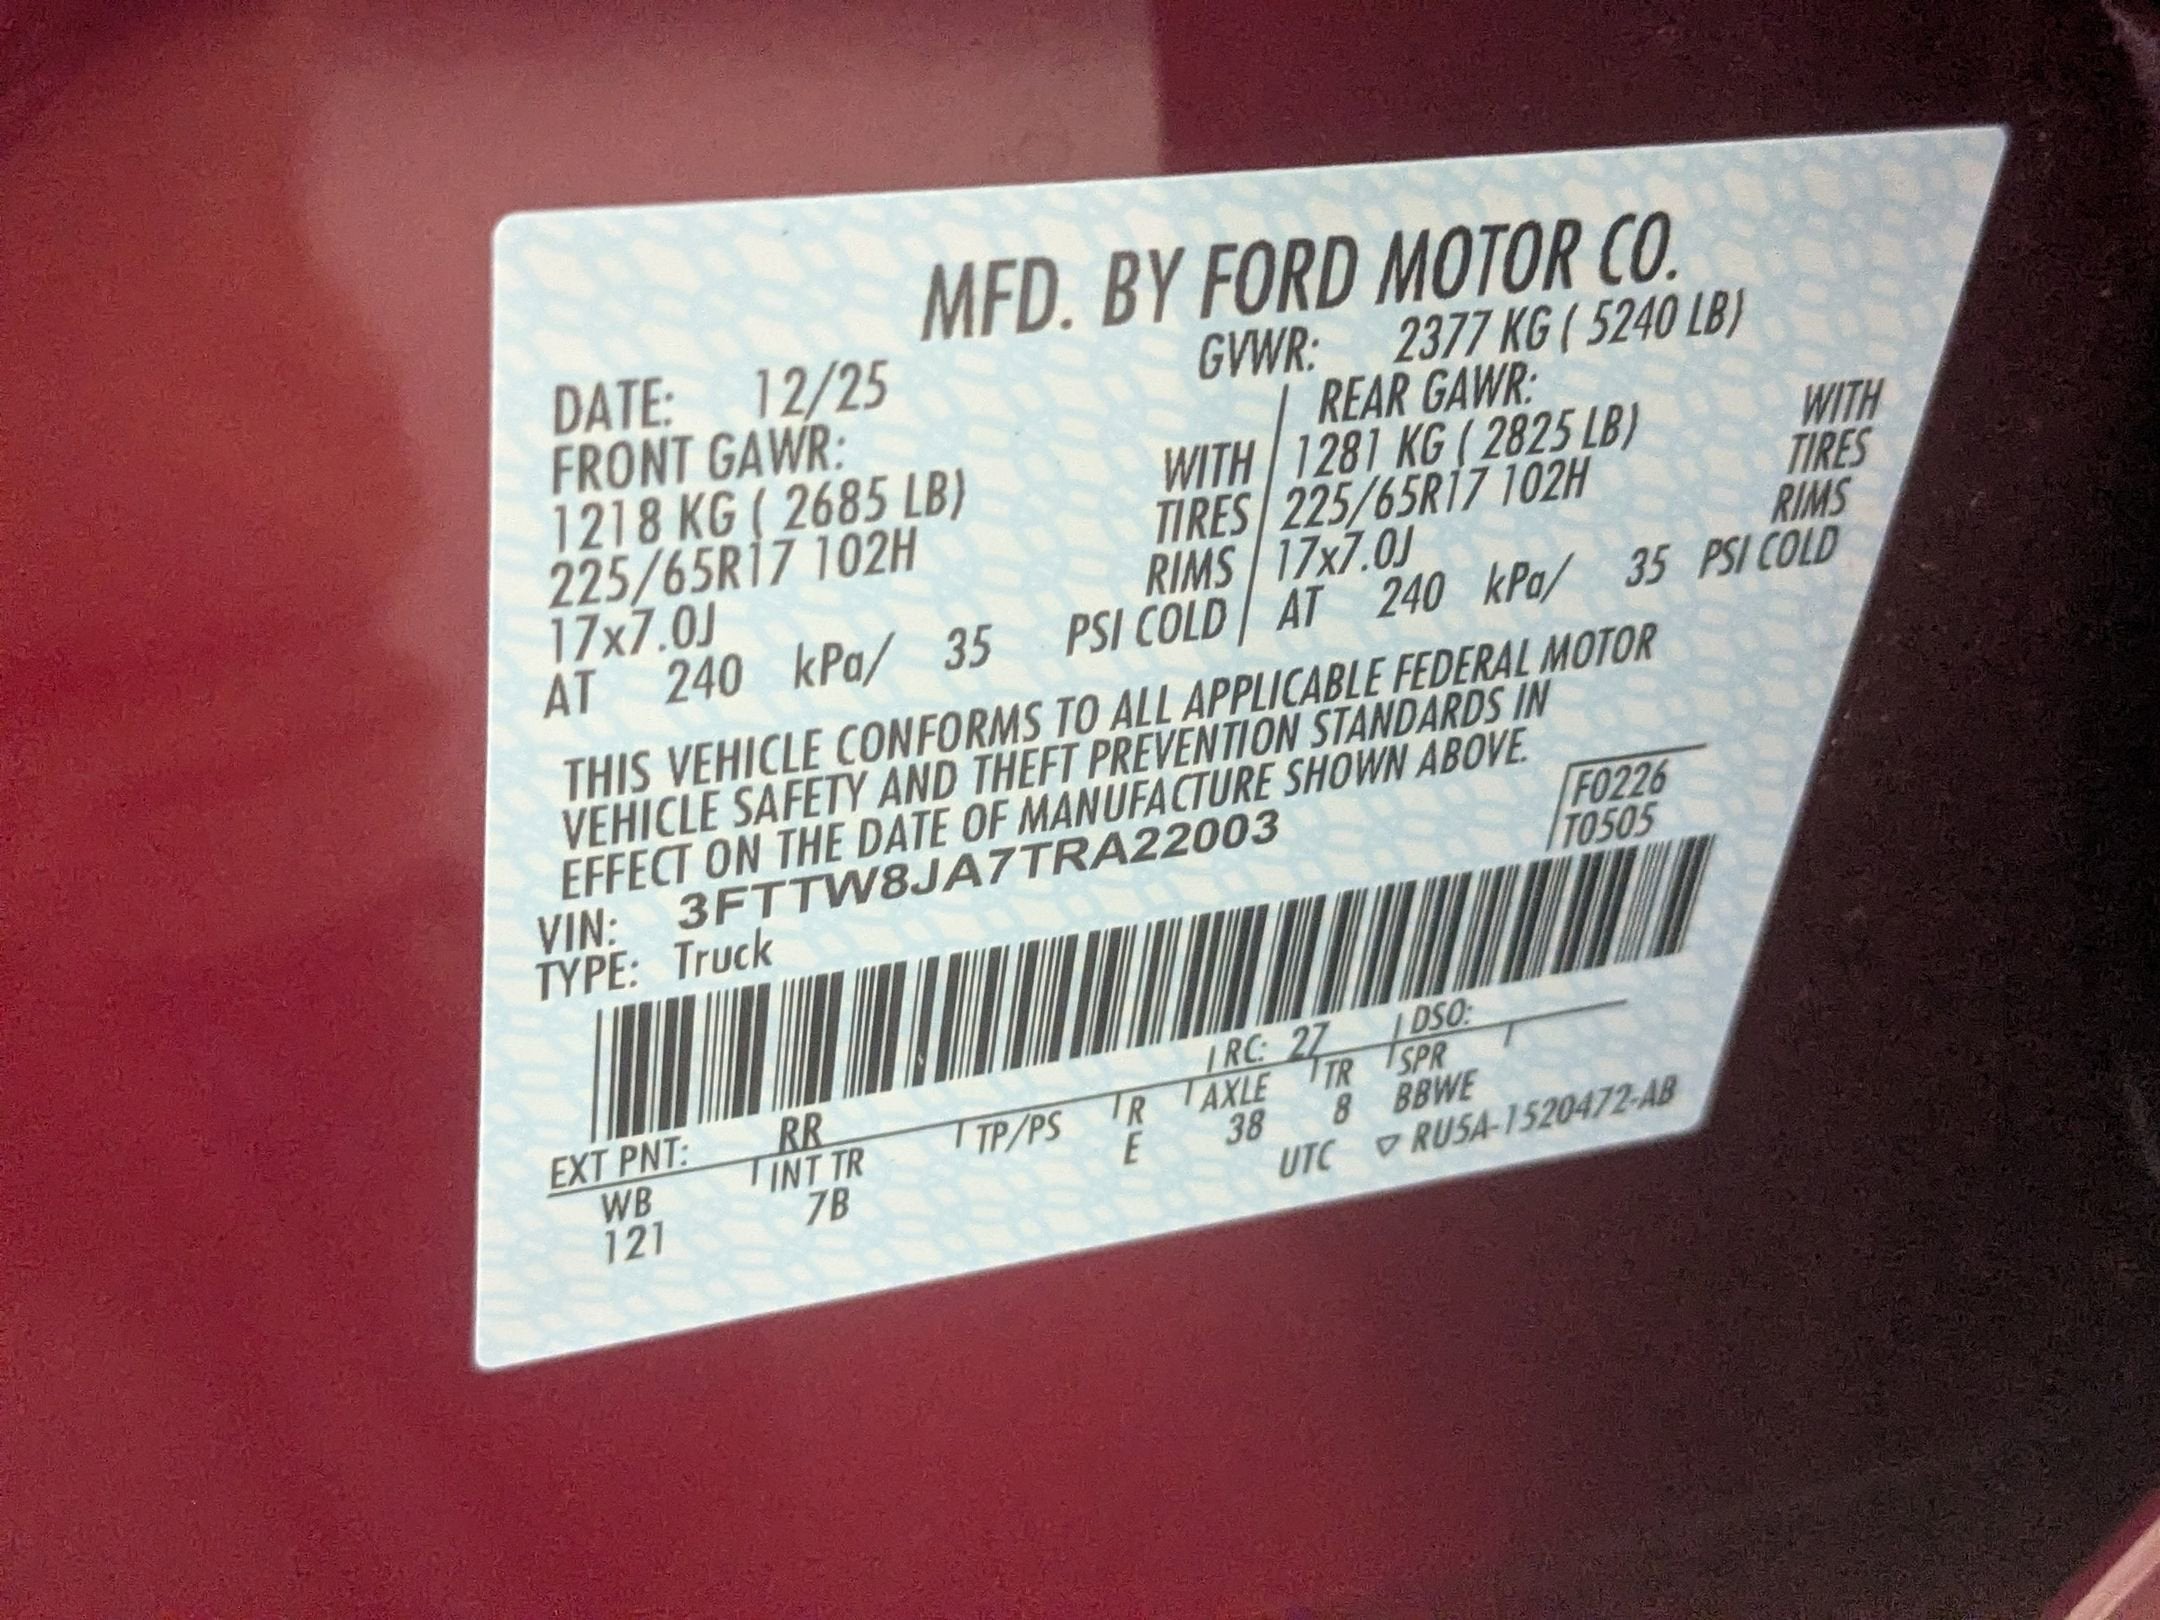 MFD. BY FORD MOTOR CO.
DATE: 12/25 GVWR: 2377 KG ( 5240 LB)
FRONT GAWR: REAR GAWR:
1218 KG ( 2685 LB) WITH 1281 KG ( 2825 LB) WITH
225/65R17 102H TIRES 225/65R17 102H TIRES
17x7.0J RIMS 17x7.0J RIMS
AT 240 kPa/ 35 PSI COLD AT 240 kPa/ 35 PSI COLD
THIS VEHICLE CONFORMS TO ALL APPLICABLE FEDERAL MOTOR
VEHICLE SAFETY AND THEFT PREVENTION STANDARDS IN
EFFECT ON THE DATE OF MANUFACTURE SHOWN ABOVE.
VIN: 3FTTW8JA7TRA22003 F0226
TYPE: Truck T0505
EXT PNT: RR RC: 27 DSO:
WB INT TR TP/PS R AXLE TR SPR
121 7B E 38 8 BBWE
UTC ▽ RU5A-1520472-AB